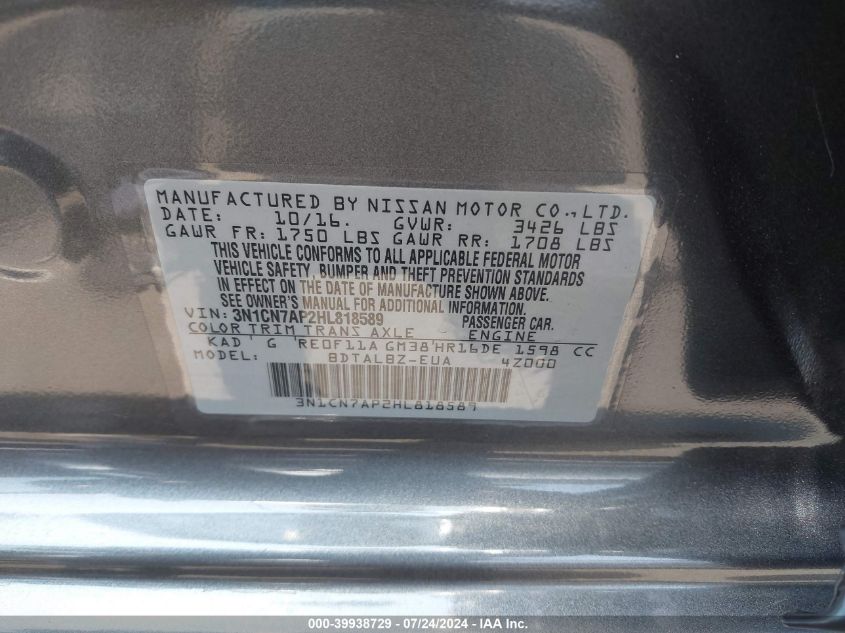 MANUFACTURED BY NISSAN MOTOR CO., LTD.
DATE: 10/16. GVWR: 3426 LBS
GAWR FR: 1750 LBS GAWR RR: 1708 LBS
THIS VEHICLE CONFORMS TO ALL APPLICABLE FEDERAL MOTOR
VEHICLE SAFETY, BUMPER AND THEFT PREVENTION STANDARDS
IN EFFECT ON THE DATE OF MANUFACTURE SHOWN ABOVE.
SEE OWNER'S MANUAL FOR ADDITIONAL INFORMATION.
VIN: 3N1CN7AP2HL818589 PASSENGER CAR.
COLOR TRIM TRANS AXLE ENGINE
KAD G RE0F11A GM38 HR16DE 1598 CC
MODEL: BDTALBZ-EUA 4Z000
3N1CN7AP2HL818589
000-39938729 - 07/24/2024 - IAA Inc.